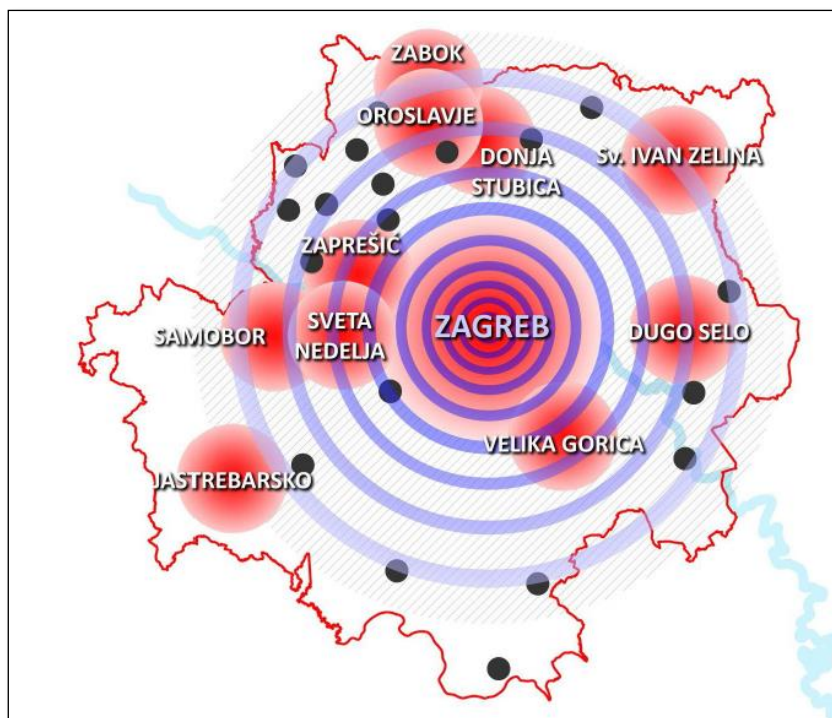 ZABOK
OROSLAVJE
DONJA
STUBICA
Sv. IVAN ZELINA
ZAPREŠIĆ
SAMOBOR
SVETA
NEDELJA
ZAGREB
DUGO SELO
VELIKA GORICA
JASTREBARSKO